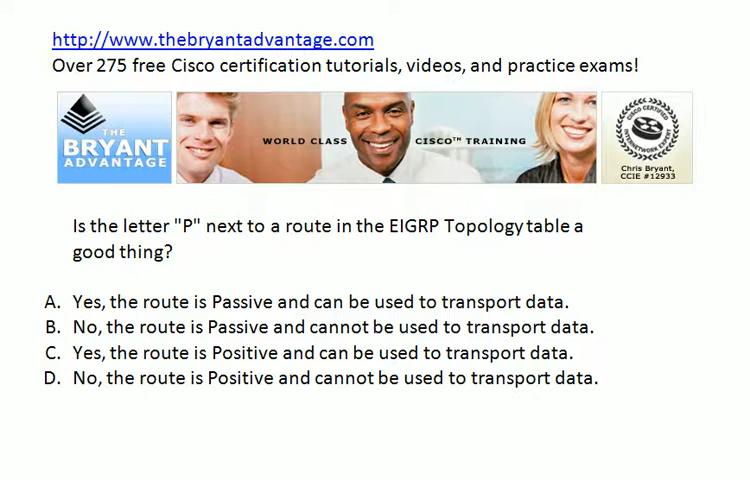 http://www.thebryantadvantage.com
Over 275 free Cisco certification tutorials, videos, and practice exams!
THE
BRYANT
ADVANTAGE
WORLD CLASS CISCO™ TRAINING
CISCO CERTIFIED
INTERNETWORK EXPERT
Chris Bryant,
CCIE #12933
Is the letter "P" next to a route in the EIGRP Topology table a
good thing?
A. Yes, the route is Passive and can be used to transport data.
B. No, the route is Passive and cannot be used to transport data.
C. Yes, the route is Positive and can be used to transport data.
D. No, the route is Positive and cannot be used to transport data.